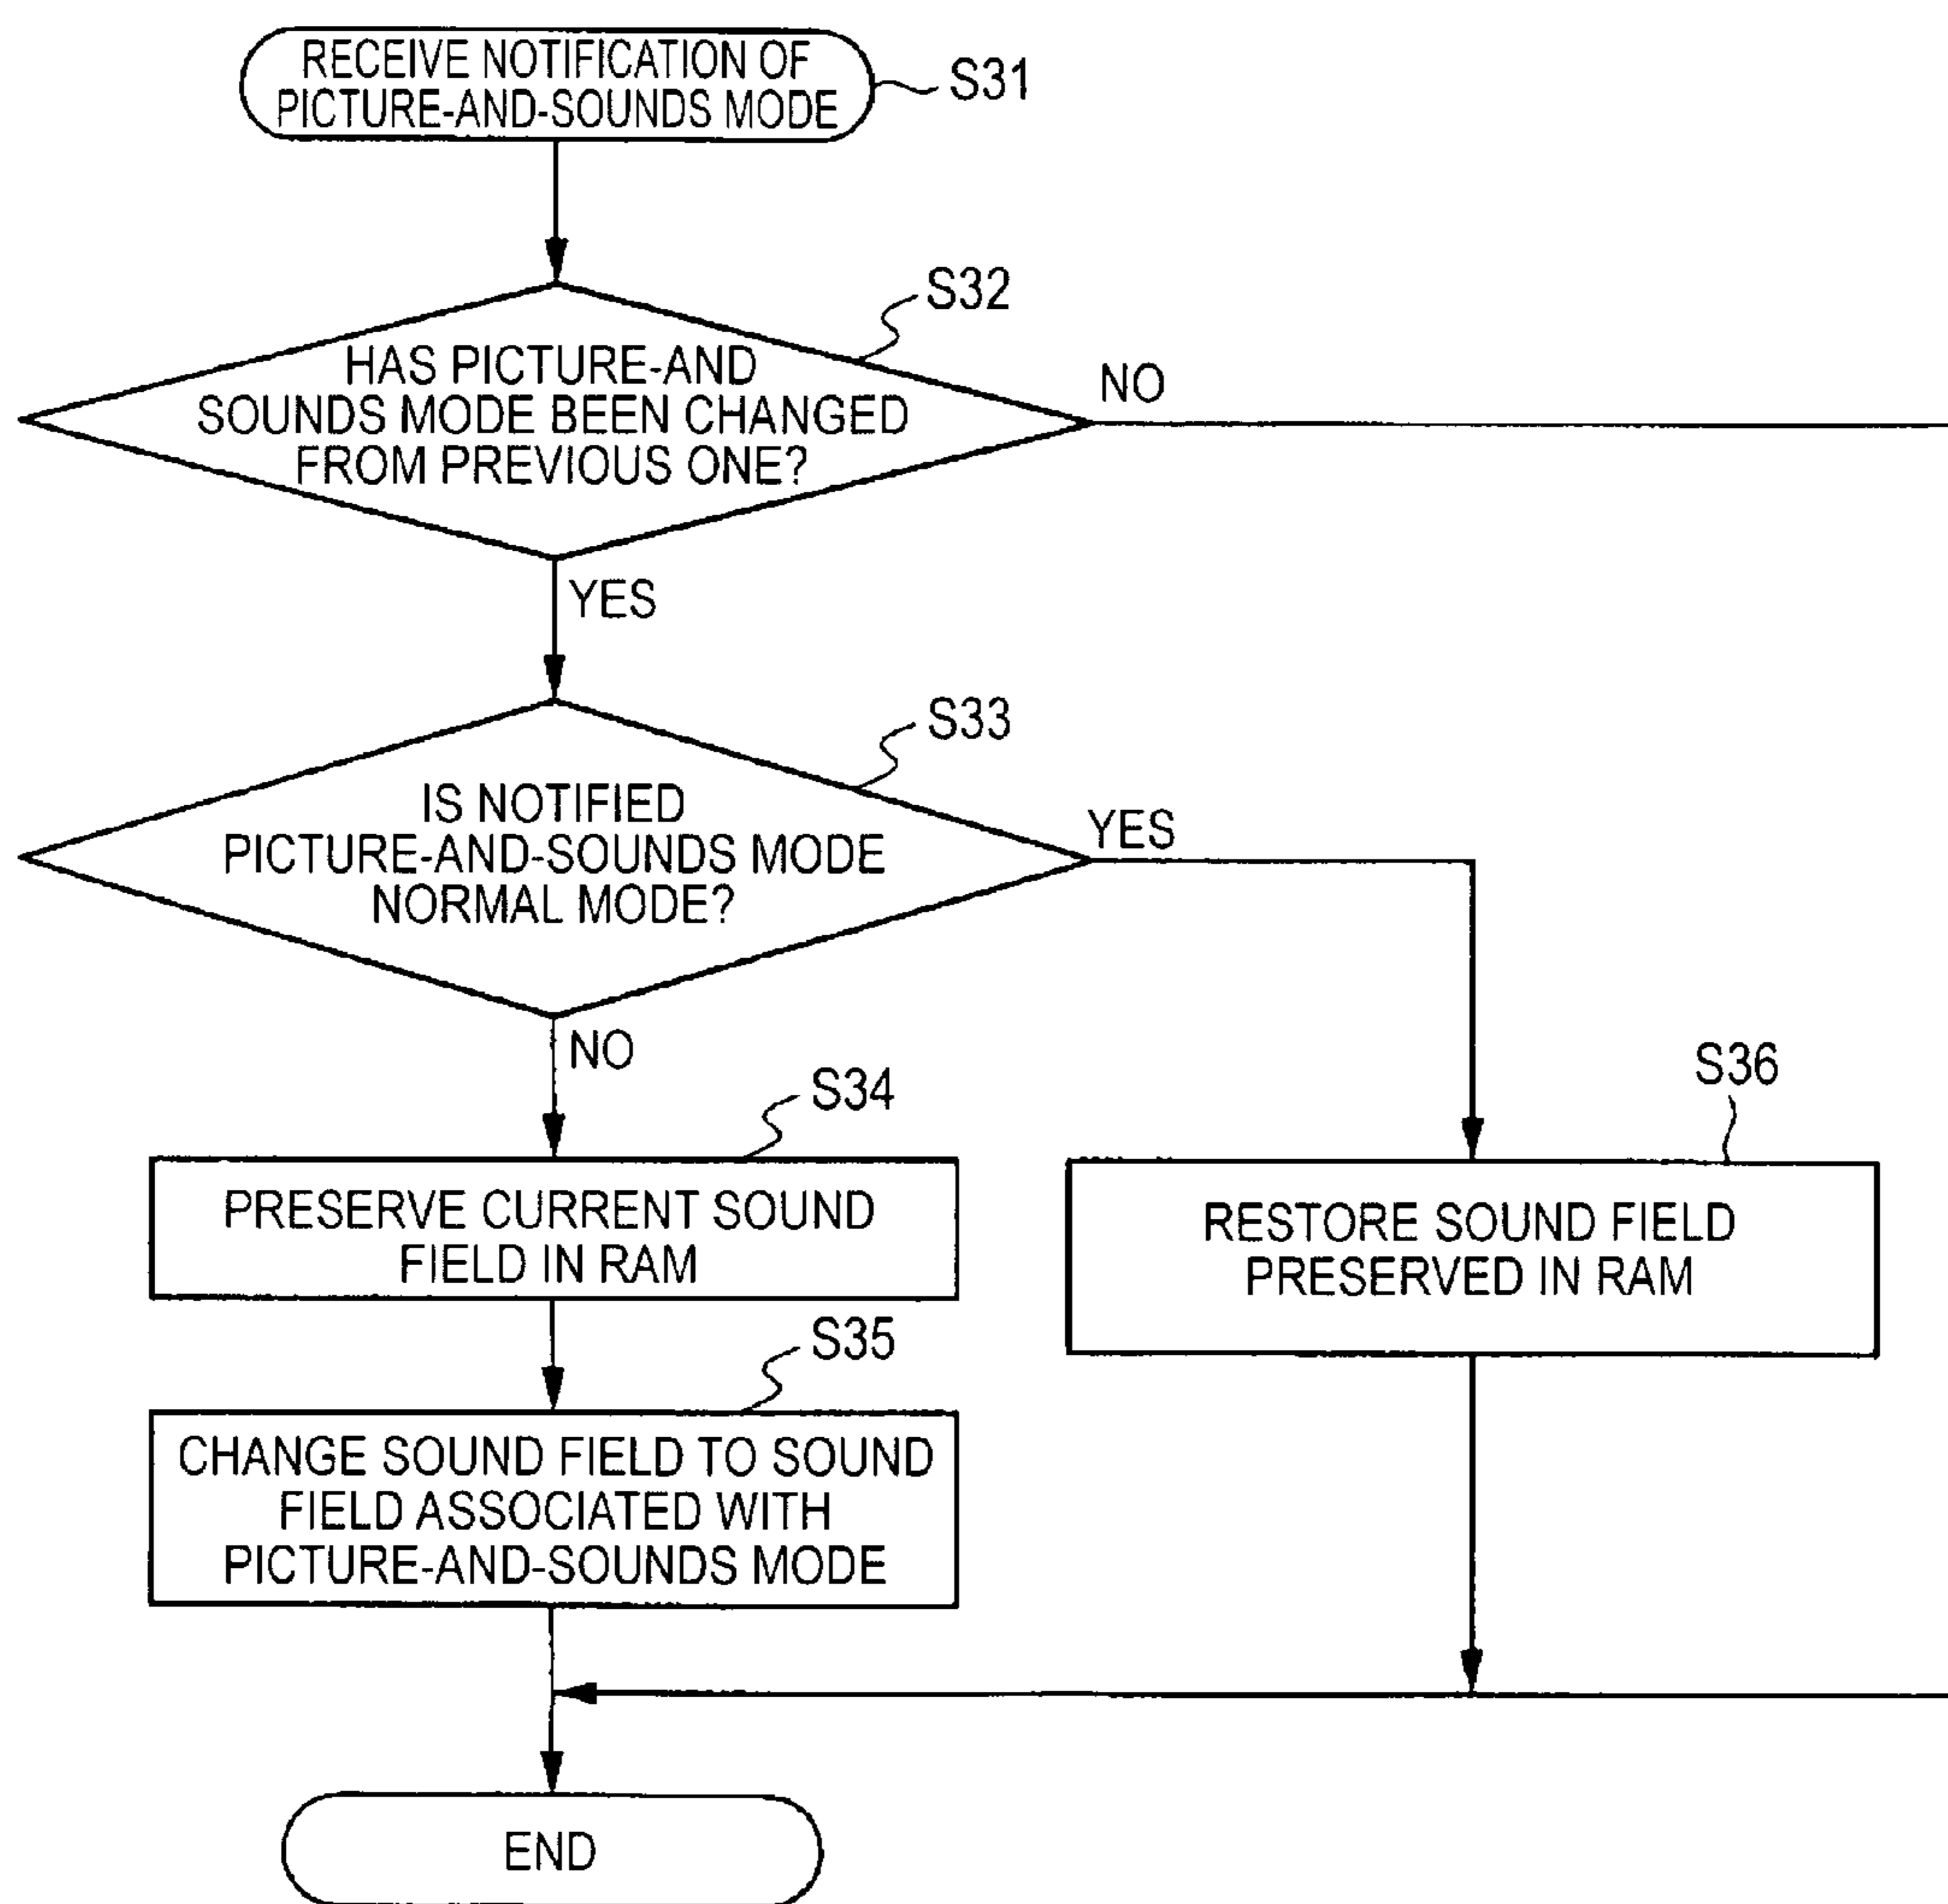 RECEIVE NOTIFICATION OF
PICTURE-AND-SOUNDS MODE
S31
S32
HAS PICTURE-AND
SOUNDS MODE BEEN CHANGED
FROM PREVIOUS ONE?
NO
YES
S33
IS NOTIFIED
PICTURE-AND-SOUNDS MODE
NORMAL MODE?
YES
NO
S34
PRESERVE CURRENT SOUND
FIELD IN RAM
S36
RESTORE SOUND FIELD
PRESERVED IN RAM
S35
CHANGE SOUND FIELD TO SOUND
FIELD ASSOCIATED WITH
PICTURE-AND-SOUNDS MODE
END